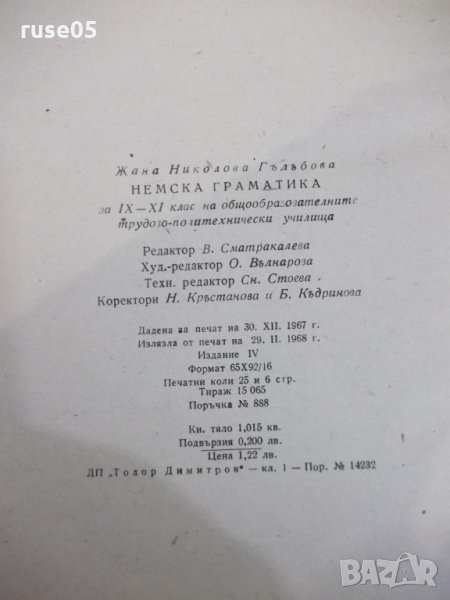 ruse05
Жана Николова Гълъбова
НЕМСКА ГРАМАТИКА
за IX—XI клас на общообразователните
трудово-политехнически училища
Редактор В. Сматракалева
Худ.-редактор О. Вълнарова
Техн. редактор Сн. Стоева
Коректори Н. Кръстанова и Б. Къдринова
Дадена за печат на 30. XII. 1967 г.
Излязла от печат на 29. II. 1968 г.
Издание IV
Формат 65X92/16
Печатни коли 25 и 6 стр.
Тираж 15 065
Поръчка № 888
Кн. тяло 1,015 кв.
Подвързия 0,200 лв.
Цена 1,22 лв.
ДП „Тодор Димитров" — кл. 1 — Пор. № 14232
BAZAR